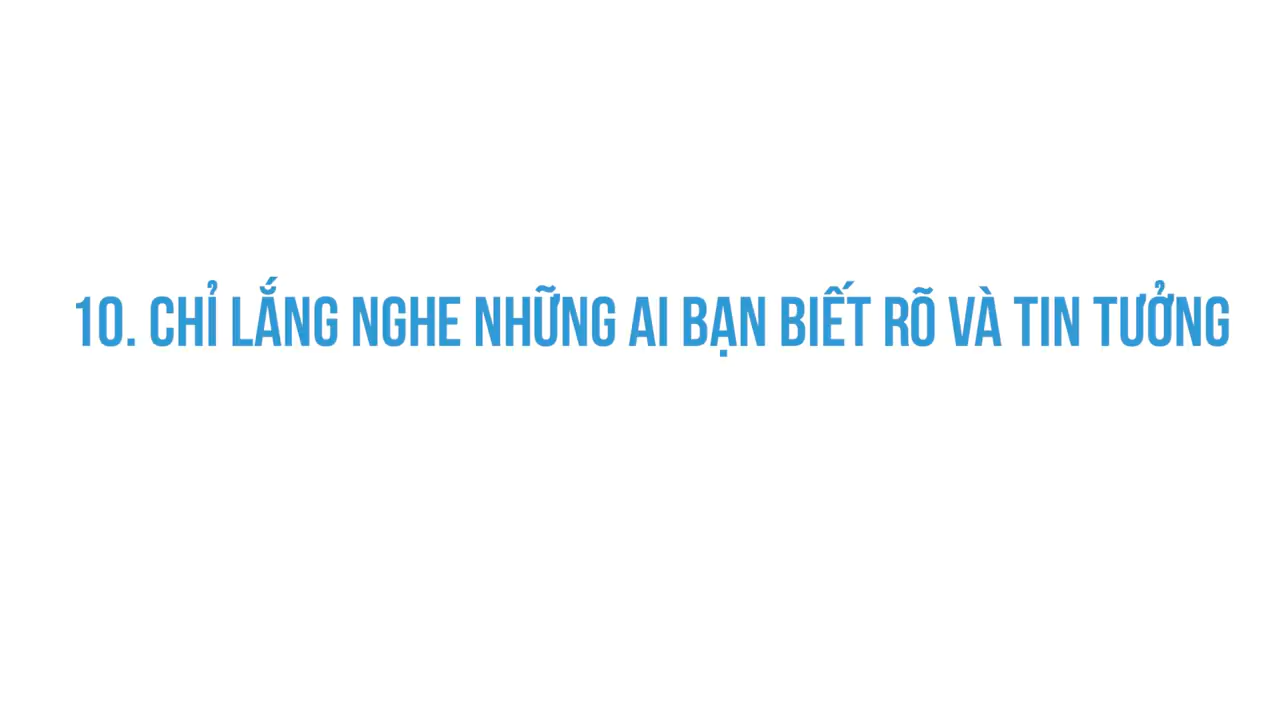 10. CHỈ LẮNG NGHE NHỮNG AI BẠN BIẾT RÕ VÀ TIN TƯỞNG